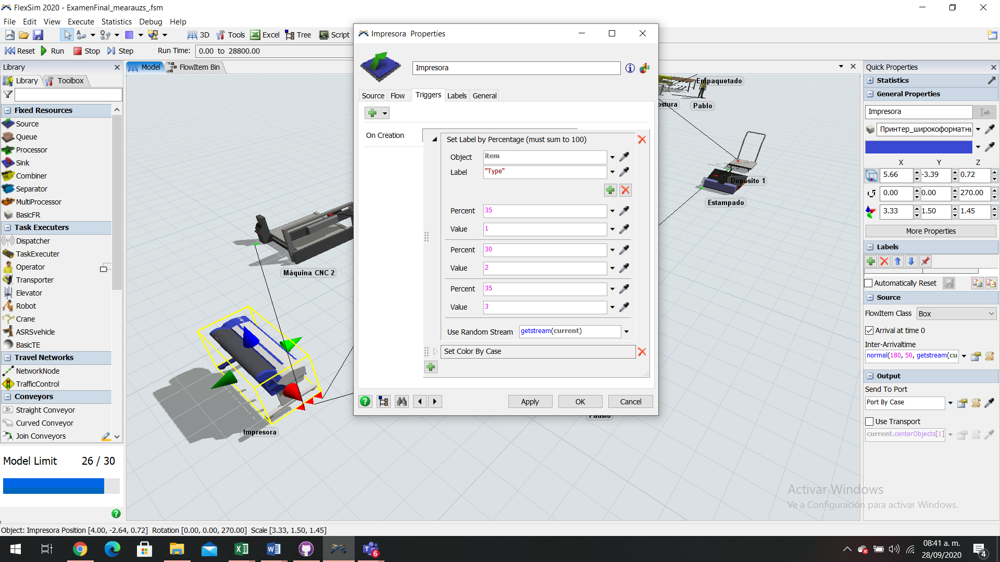 FlexSim 2020 - ExamenFinal_mearauzs_.fsm
File Edit View Execute Statistics Debug Help
3D Tools Excel Tree Script
Reset Run Stop Step Run Time: 0.00 to 28800.00
Library
Library Toolbox
Fixed Resources
Source
Queue
Processor
Sink
Combiner
Separator
MultiProcessor
BasicFR
Task Executers
Dispatcher
TaskExecuter
Operator
Transporter
Elevator
Robot
Crane
ASRSvehicle
BasicTE
Travel Networks
NetworkNode
TrafficControl
Conveyors
Straight Conveyor
Curved Conveyor
Join Conveyors
Model Limit 26 / 30
Model FlowItem Bin
Máquina CNC 2
Impresora
Empaquetado
ostura
Pablo
Depósito 1
Estampado
Fausto
Impresora Properties
Impresora
Source Flow Triggers Labels General
On Creation
Set Label by Percentage (must sum to 100)
Object item
Label "Type"
Percent 35
Value 1
Percent 30
Value 2
Percent 35
Value 3
Use Random Stream getstream(current)
Set Color By Case
Apply OK Cancel
Quick Properties
Statistics
General Properties
Impresora
Принтер_широкоформатнь
X Y Z
5.66 -3.39 0.72
0.00 0.00 270.00
3.33 1.50 1.45
More Properties
Labels
Automatically Reset
Source
FlowItem Class Box
Arrival at time 0
Inter-Arrivaltime
normal(180, 50, getstream(cu
Output
Send To Port
Port By Case
Use Transport
current.centerObjects[1]
Activar Windows
Ve a Configuración para activar Windows.
Object: Impresora Position [4.00, -2.64, 0.72] Rotation [0.00, 0.00, 270.00] Scale [3.33, 1.50, 1.45]
6
08:41 a. m.
28/09/2020
4